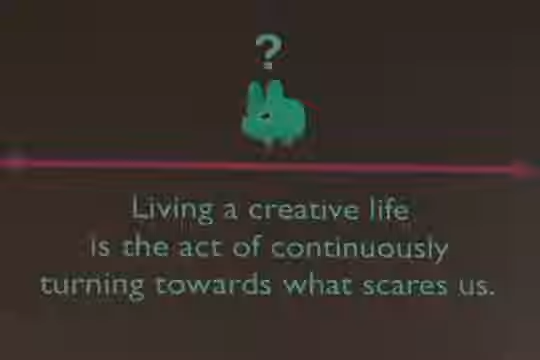 ?
Living a creative life
is the act of continuously
turning towards what scares us.